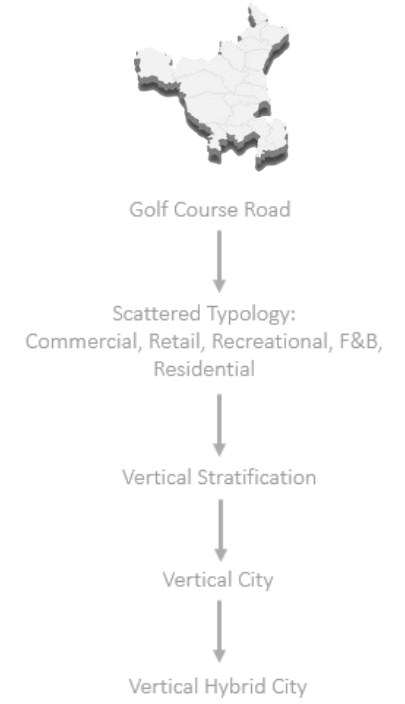 Golf Course Road
Scattered Typology:
Commercial, Retail, Recreational, F&B,
Residential
Vertical Stratification
Vertical City
Vertical Hybrid City